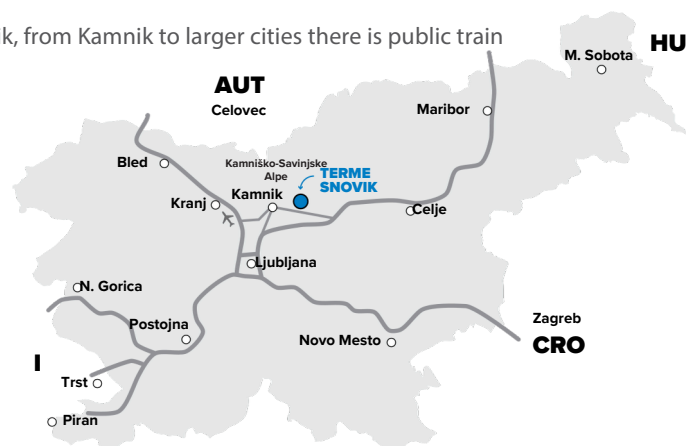 ik, from Kamnik to larger cities there is public train
HU
M. Sobota
AUT
Celovec
Maribor
Kamniško-Savinjske
Alpe
Bled
TERME
SNOVIK
Kamnik
Kranj
Celje
Ljubljana
N. Gorica
Postojna
Novo Mesto
Zagreb
CRO
I
Trst
Piran